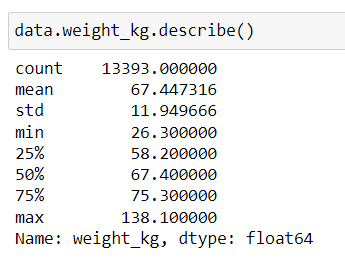 data.weight_kg.describe()
count    13393.000000
mean        67.447316
std         11.949666
min         26.300000
25%         58.200000
50%         67.400000
75%         75.300000
max        138.100000
Name: weight_kg, dtype: float64